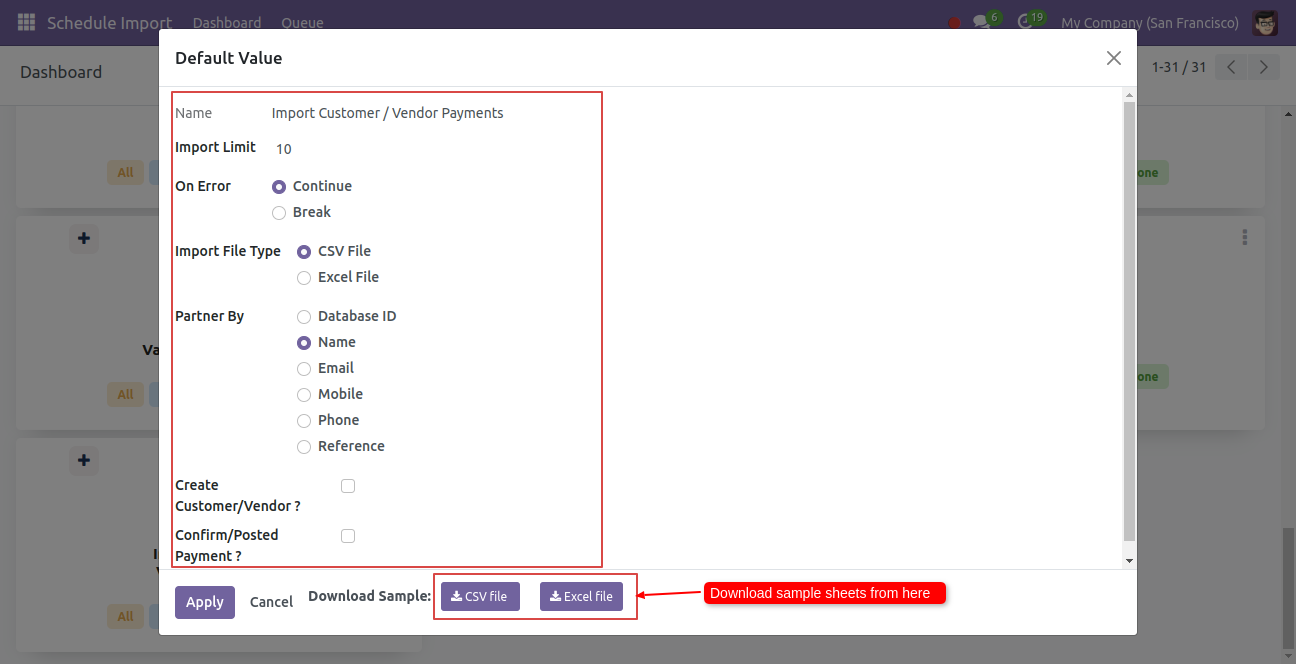 Schedule Import Dashboard Queue 6 19 My Company (San Francisco)
Default Value
Dashboard 1-31 / 31
Name Import Customer / Vendor Payments
Import Limit 10
On Error Continue
Break
All one
Import File Type CSV File
Excel File
Partner By Database ID
Name
Va
Email
All one
Mobile
Phone
Reference
Create
Customer/Vendor ?
Confirm/Posted
Payment ?
Apply Cancel Download Sample: CSV file Excel file Download sample sheets from here
All